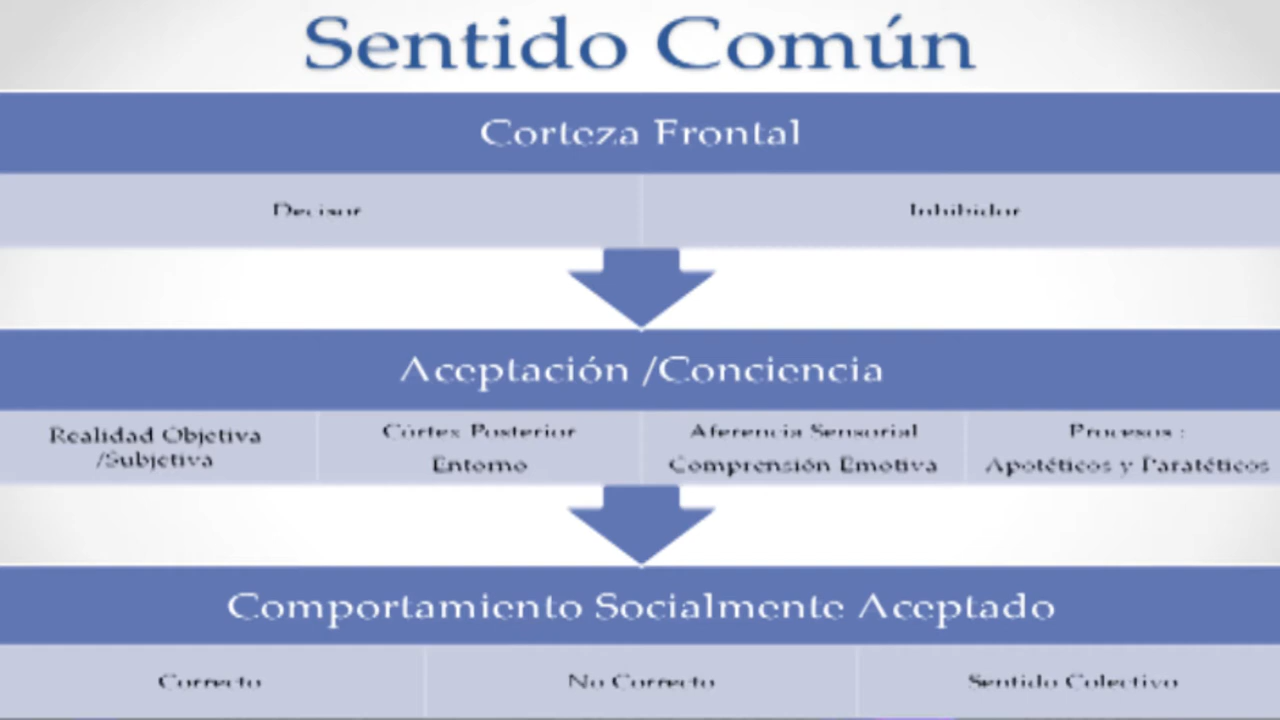 Sentido Común
Corteza Frontal
Decisor
Inhibidor
Aceptación /Conciencia
Realidad Objetiva
/Subjetiva
Córtex Posterior
Entorno
Aferencia Sensorial
Comprensión Emotiva
Procesos :
Apotéticos y Paratéticos
Comportamiento Socialmente Aceptado
Correcto
No Correcto
Sentido Colectivo